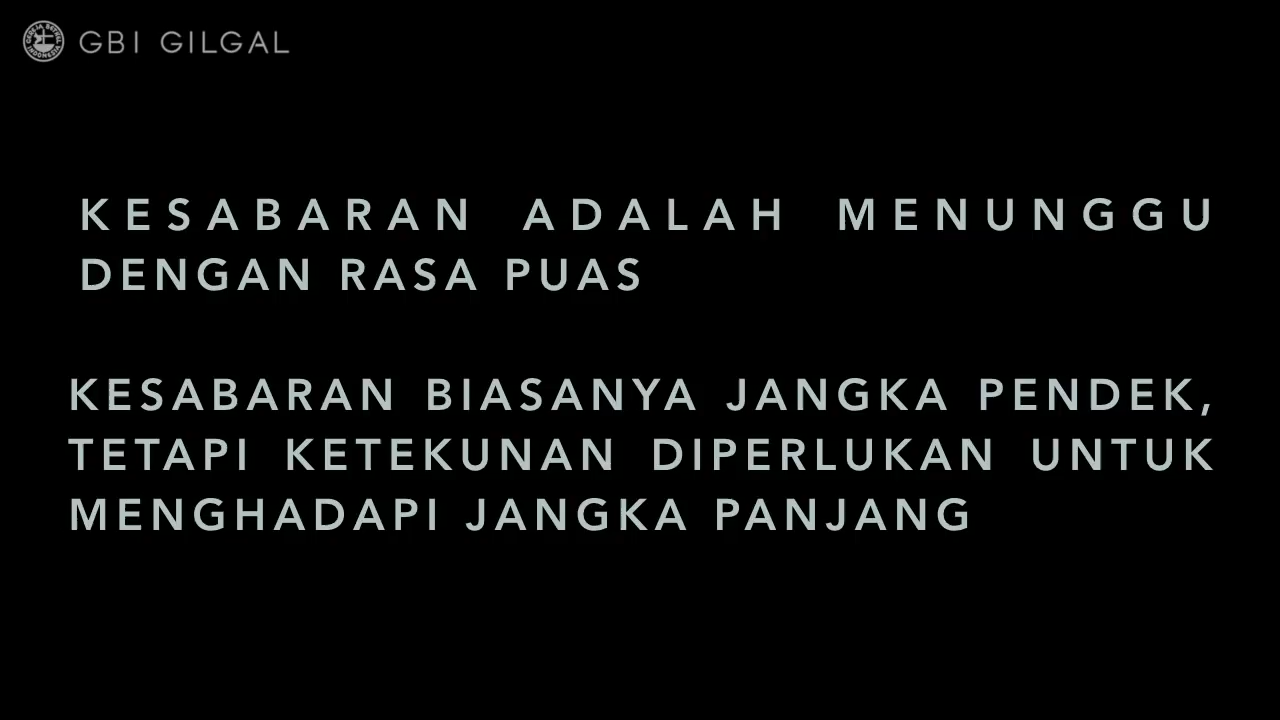 GBI GILGAL
KESABARAN ADALAH MENUNGGU
DENGAN RASA PUAS
KESABARAN BIASANYA JANGKA PENDEK,
TETAPI KETEKUNAN DIPERLUKAN UNTUK
MENGHADAPI JANGKA PANJANG